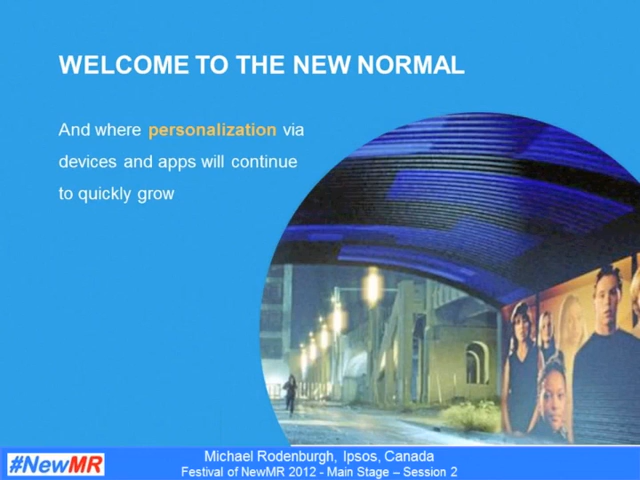 WELCOME TO THE NEW NORMAL
And where personalization via
devices and apps will continue
to quickly grow
#NewMR
Michael Rodenburgh, Ipsos, Canada
Festival of NewMR 2012 - Main Stage – Session 2